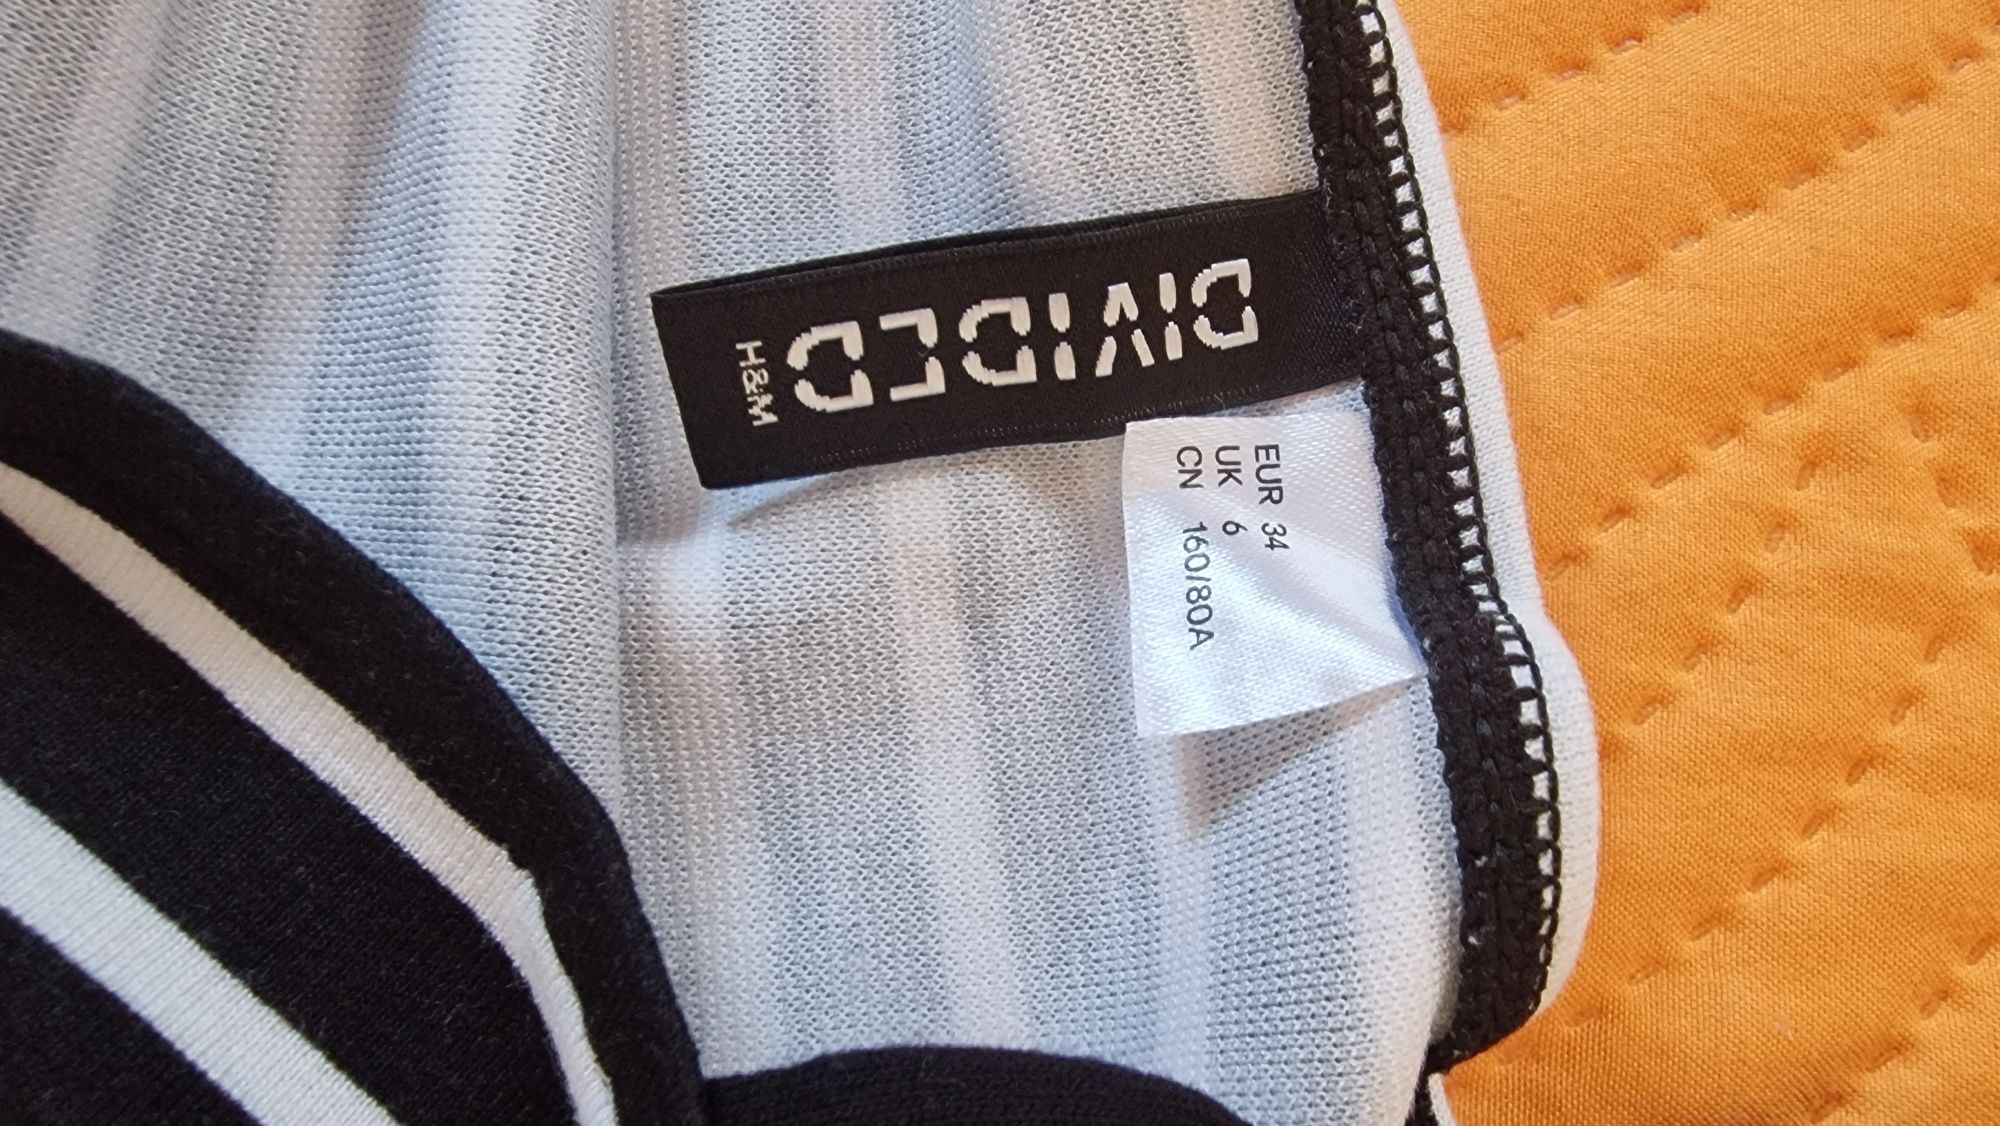 DIVIDED
H&M
EUR 34
UK 6
CN 160/80A